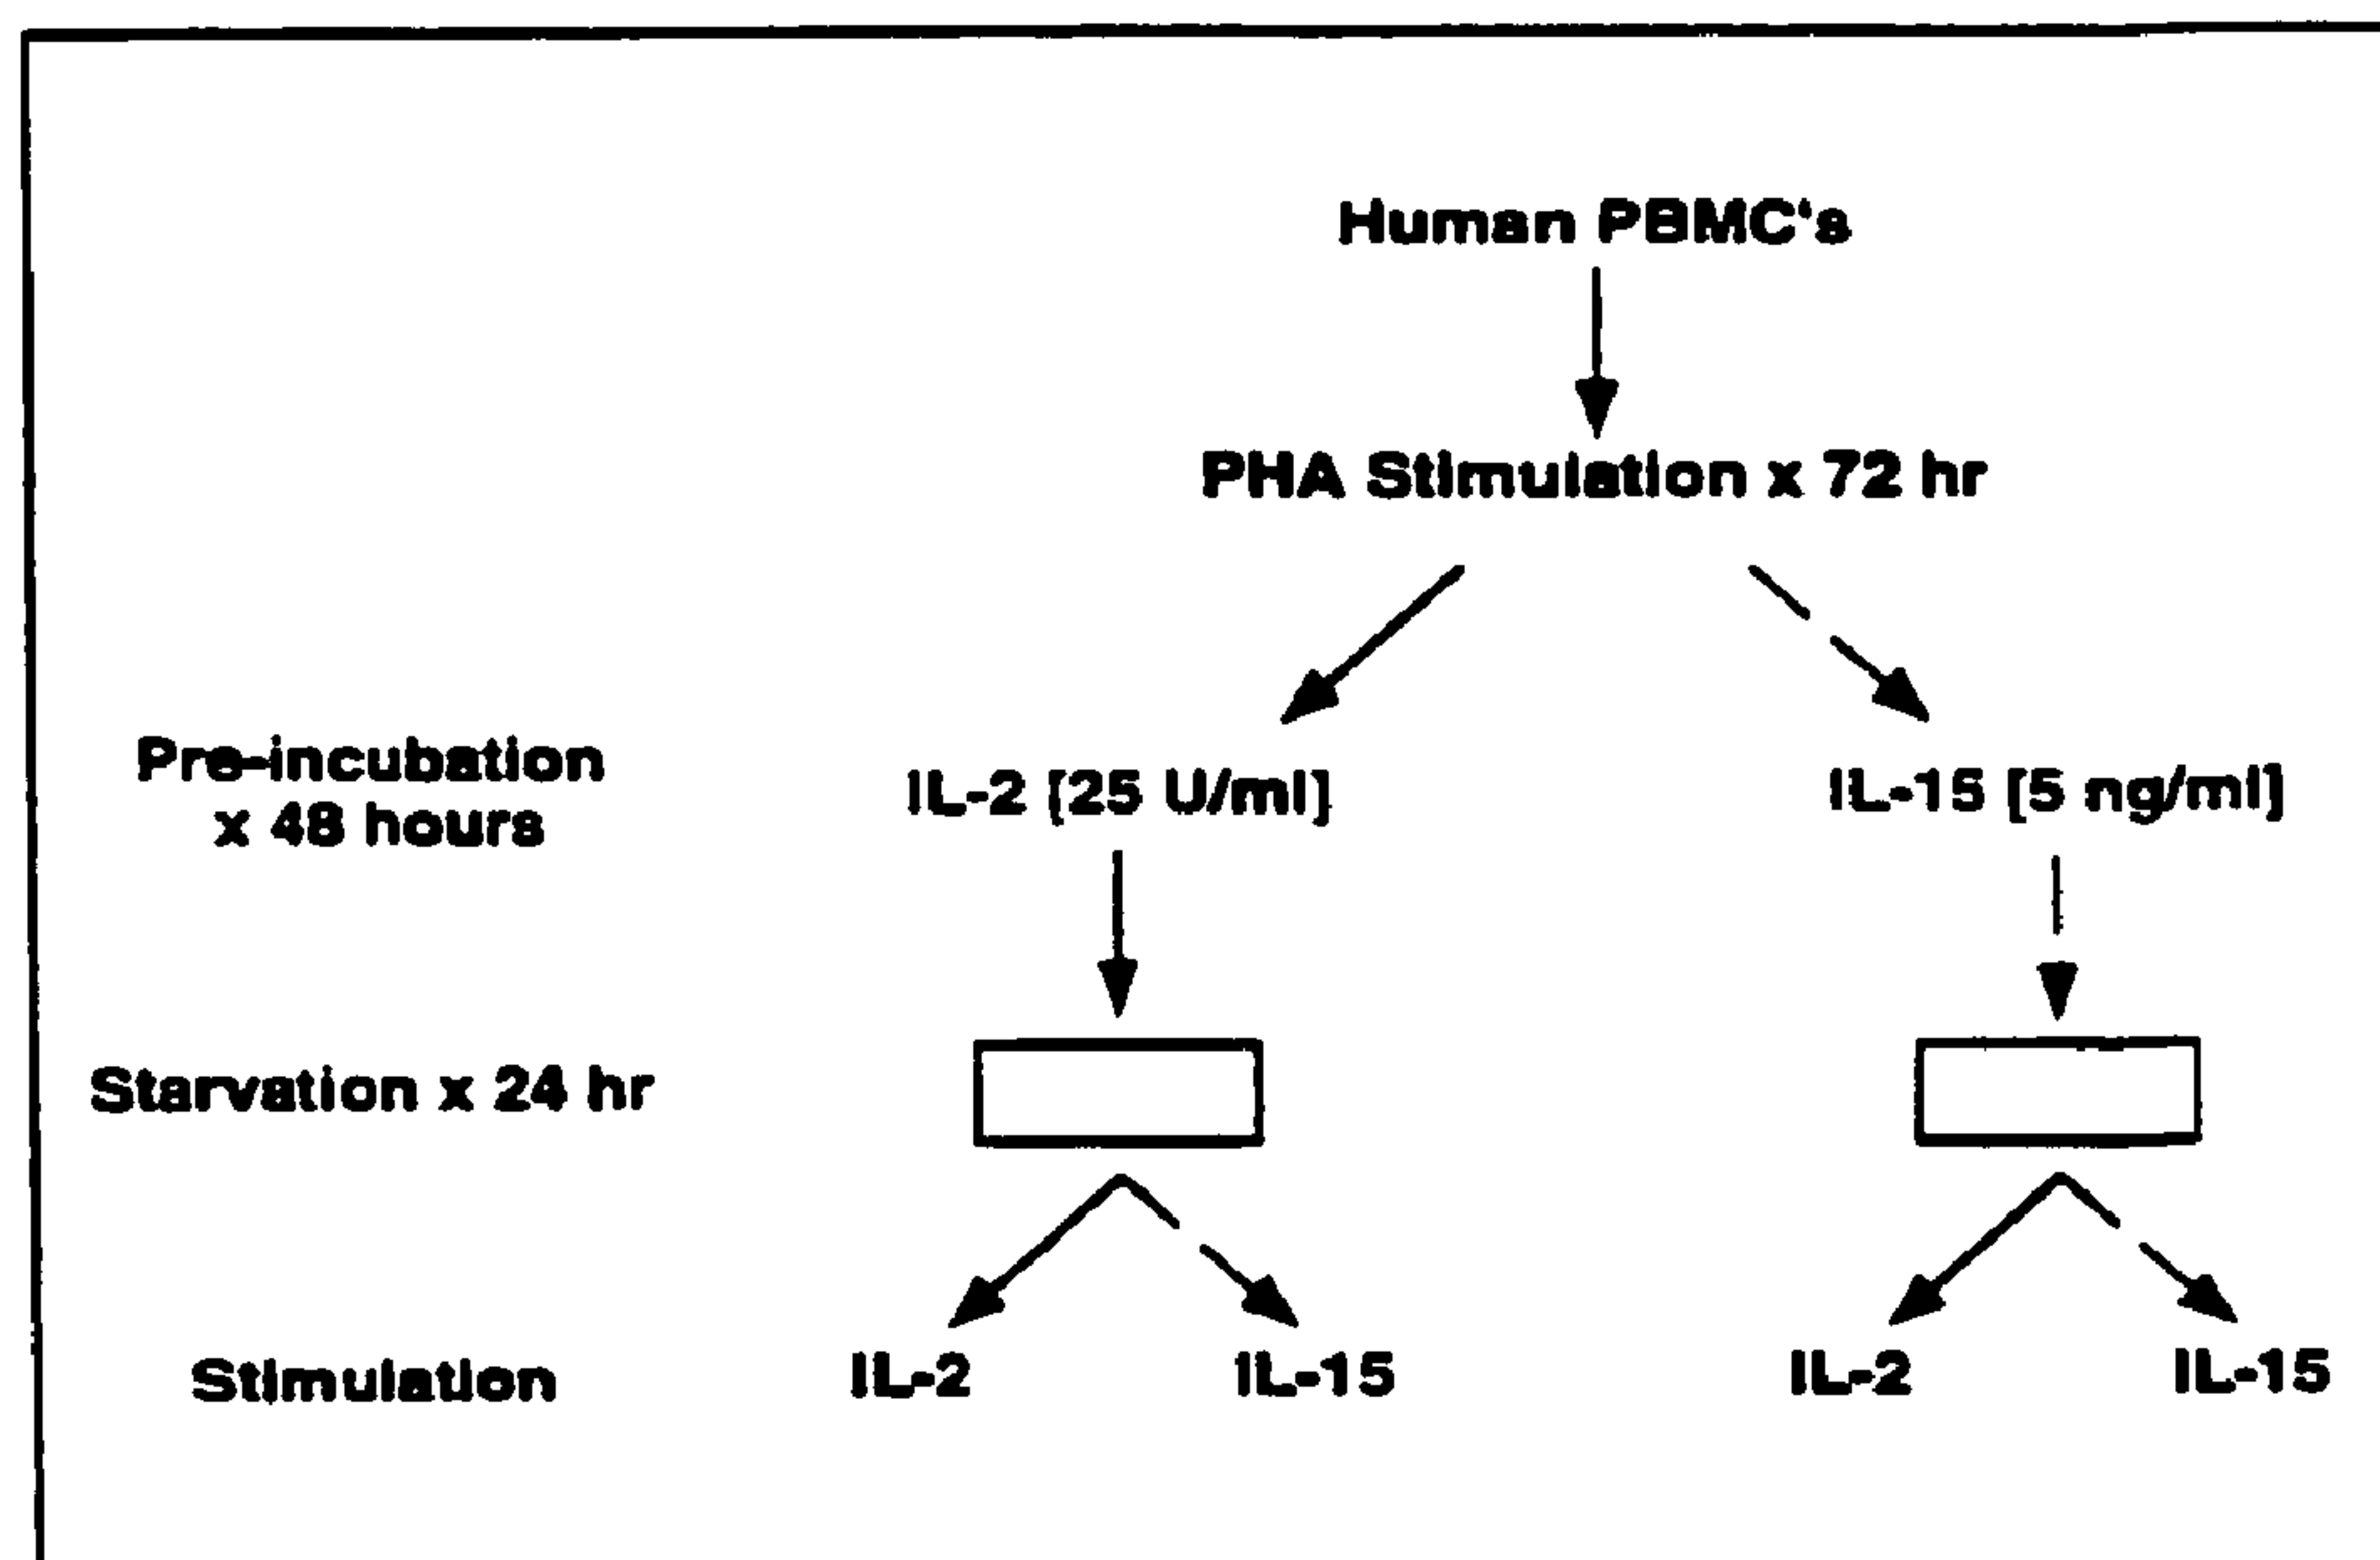 Human PBMC's
PHA Stimulation x 72 hr
Pre-incubation
x 48 hours
IL-2 [25 U/ml]
IL-15 [5 ng/ml]
Starvation x 24 hr
Stimulation
IL-2
IL-15
IL-2
IL-15